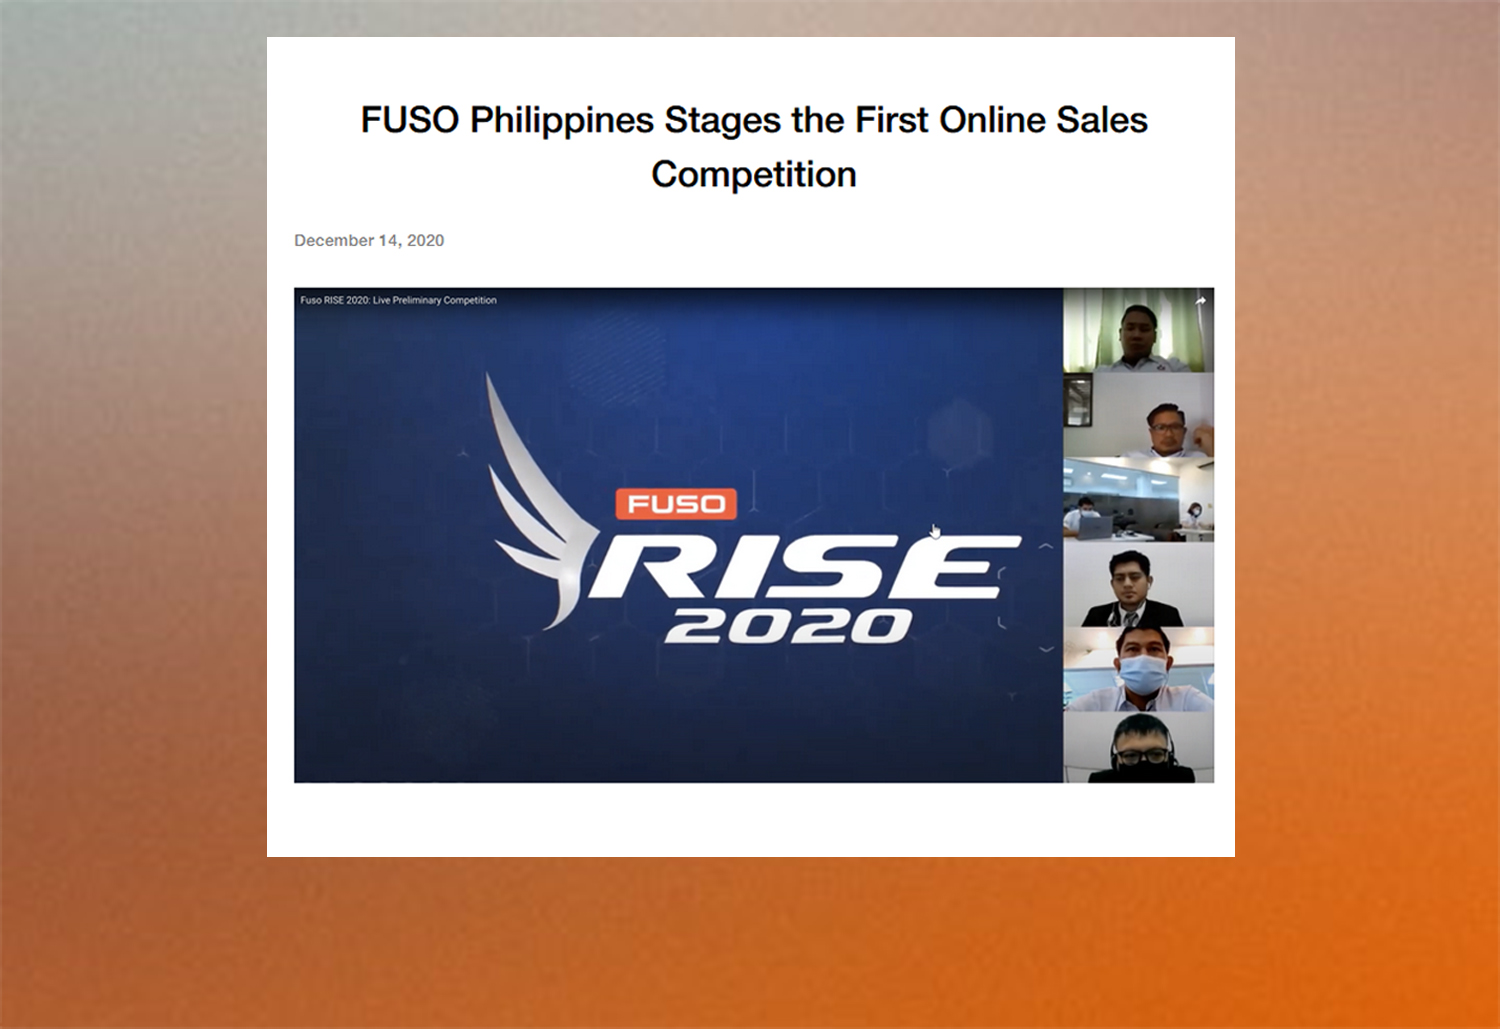 FUSO Philippines Stages the First Online Sales
Competition
December 14, 2020
Fuso RISE 2020: Live Preliminary Competition
FUSO
RISE
2020